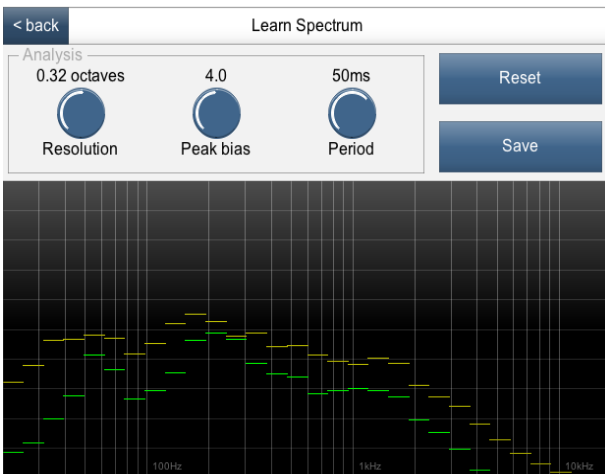 < back
Learn Spectrum
Analysis
0.32 octaves
4.0
50ms
Resolution
Peak bias
Period
Reset
Save
100Hz
1kHz
10kHz